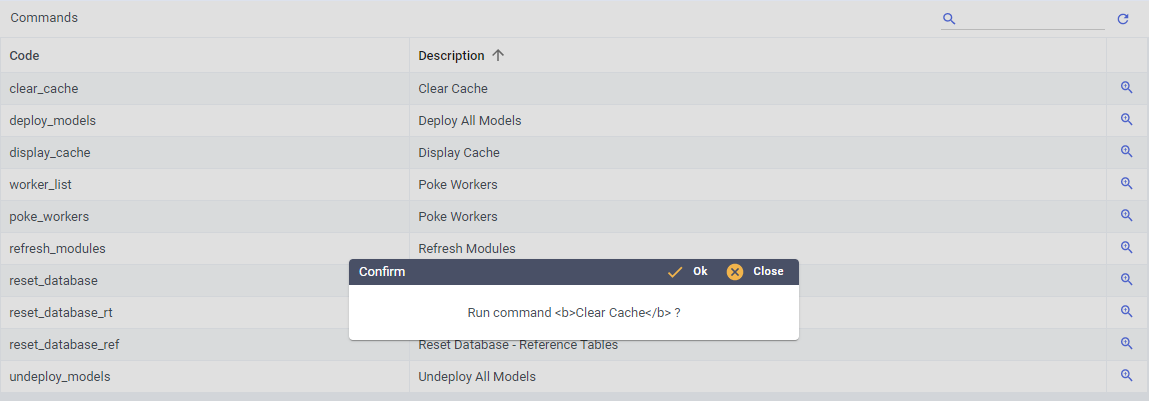 Commands
Code Description
clear_cache Clear Cache
deploy_models Deploy All Models
display_cache Display Cache
worker_list Poke Workers
poke_workers Poke Workers
refresh_modules Refresh Modules
Confirm Ok Close
reset_database
Run command <b>Clear Cache</b> ?
reset_database_rt
reset_database_ref Reset Database - Reference Tables
undeploy_models Undeploy All Models